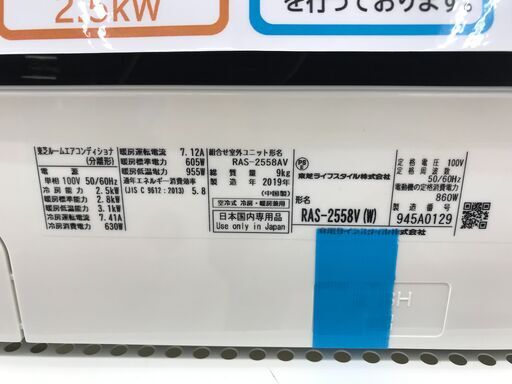 2.5kW
を行っております。
東芝ルームエアコンディショナ
(分離形)
電源
単相 100V 50/60Hz
冷房能力 2.5kW
暖房標準能力 2.8kW
暖房低温能力 3.1kW
冷房運転電流 7.41A
冷房消費電力 630W
暖房運転電流 7.12A
暖房標準電力 605W
暖房低温電力 955W
通年エネルギー消費効率
(JIS C 9612:2013) 5.8
組合せ室外ユニット形名
RAS-2558AV
総質量 9kg
製造年 2019年
(中国製)
空冷式 冷房・暖房兼用
日本国内専用品
Use only in Japan
PSE
東芝ライフスタイル株式会社
形名
RAS-2558V(W)
定格電圧 100V
定格周波数
50/60Hz
電動機の定格消費電力
860W
製造番号
945A0129